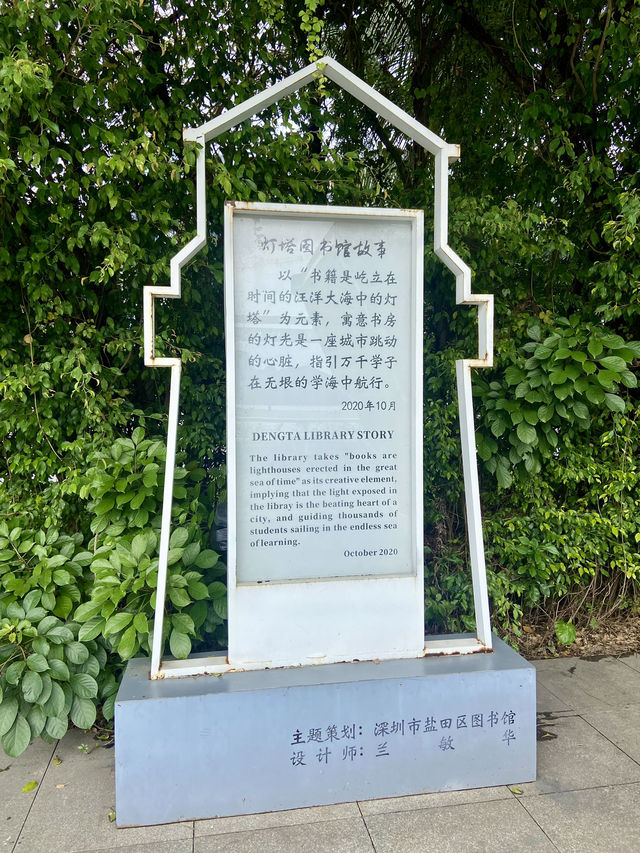 灯塔图书馆故事
以“书籍是屹立在
时间的汪洋大海中的灯
塔”为元素，寓意书房
的灯光是一座城市跳动
的心脏，指引万千学子
在无垠的学海中航行。
2020年10月
DENGTA LIBRARY STORY
The library takes "books are
lighthouses erected in the great
sea of time" as its creative element,
implying that the light exposed in
the libray is the beating heart of a
city, and guiding thousands of
students sailing in the endless sea
of learning.
October 2020
主题策划：深圳市盐田区图书馆
设计师：兰敏华